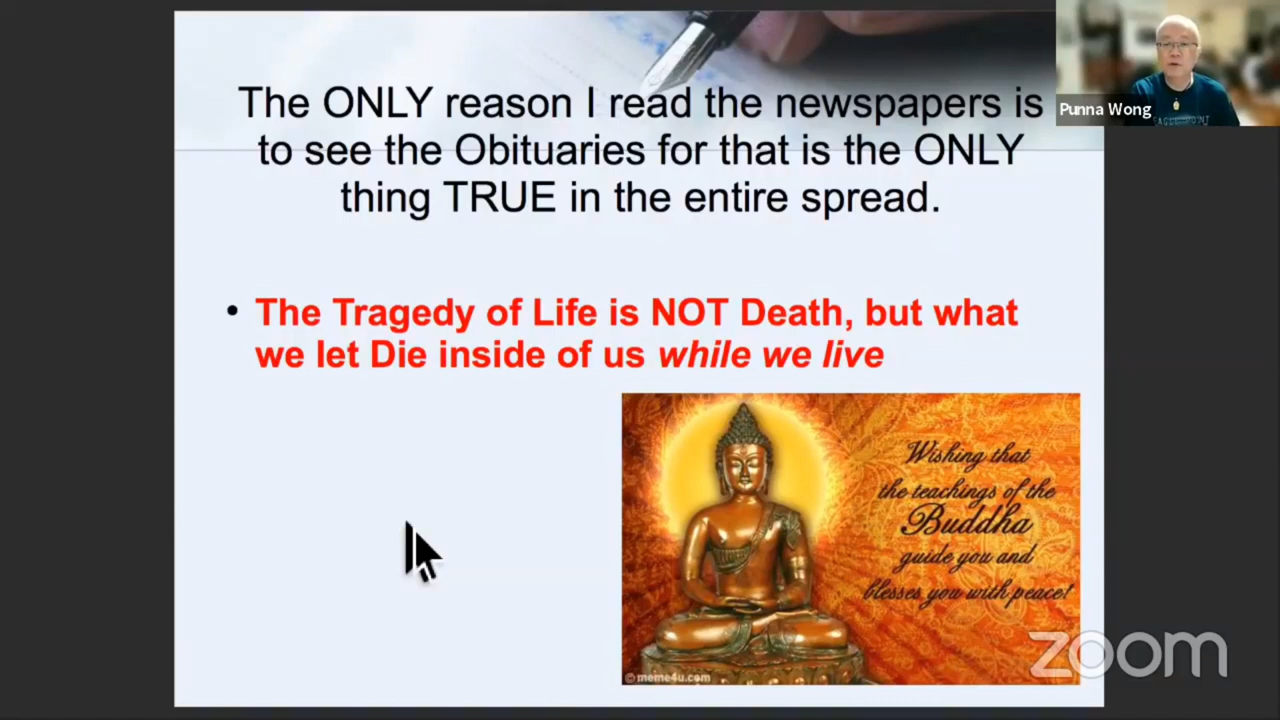 The ONLY reason I read the newspapers is
to see the Obituaries for that is the ONLY
thing TRUE in the entire spread.
Punna Wong
EAGLE POINT
• The Tragedy of Life is NOT Death, but what
we let Die inside of us while we live
Wishing that
the teachings of the
Buddha
guide you and
blesses you with peace!
©meme4u.com
zoom